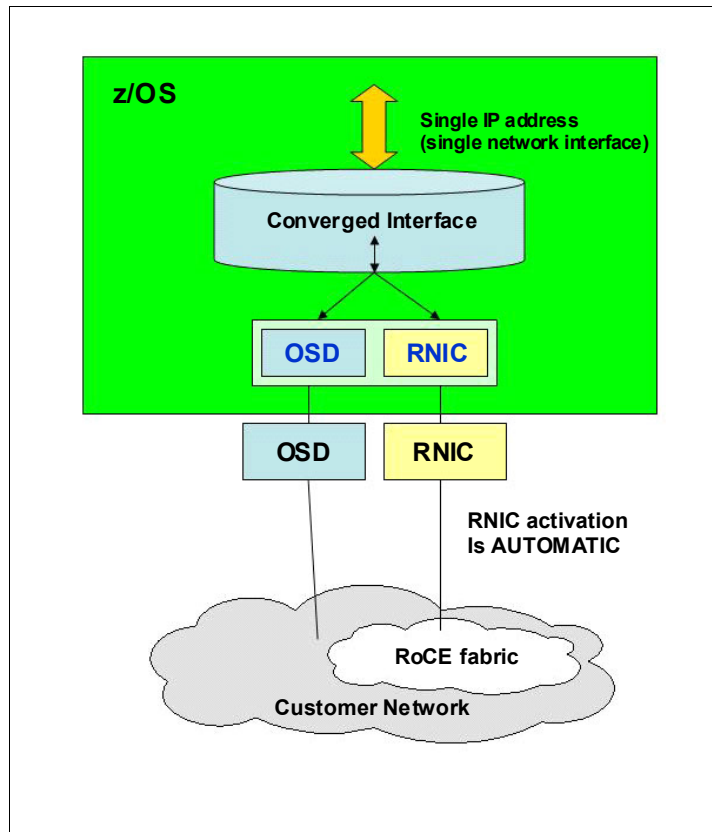 z/OS
Single IP address
(single network interface)
Converged Interface
OSD
RNIC
OSD
RNIC
RNIC activation
Is AUTOMATIC
RoCE fabric
Customer Network